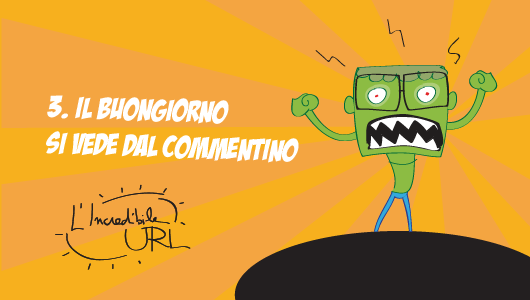 3. IL BUONGIORNO
SI VEDE DAL COMMENTINO
L'Incredibile
URL